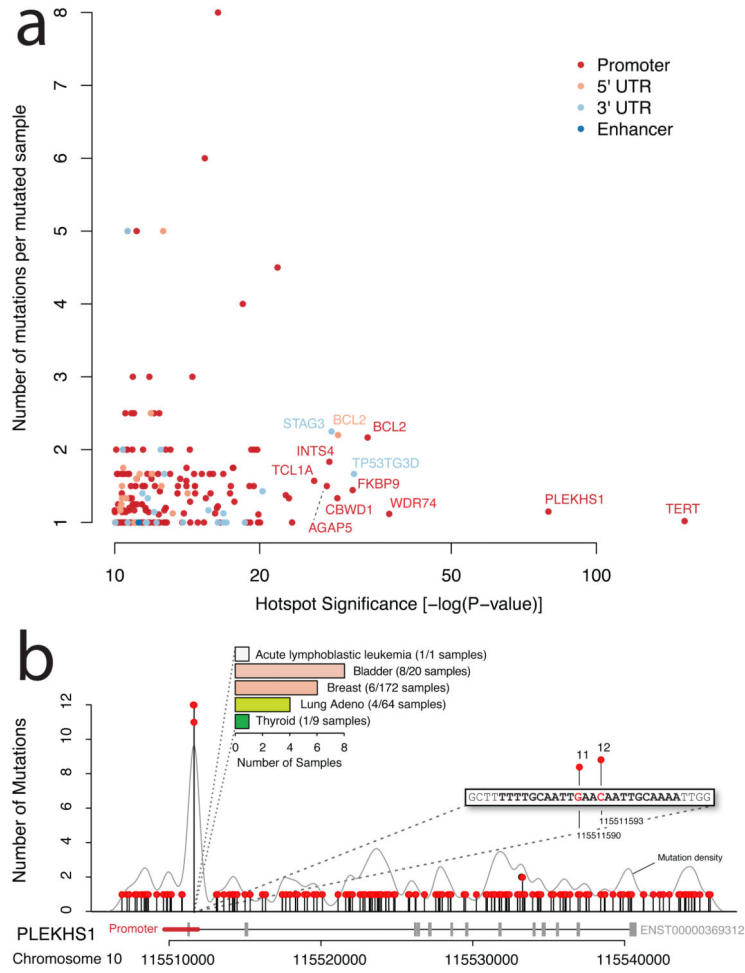 a
8
7
6
5
4
3
2
1
Number of mutations per mutated sample
Promoter
5' UTR
3' UTR
Enhancer
STAG3
BCL2
BCL2
INTS4
TP53TG3D
TCL1A
FKBP9
CBWD1
WDR74
AGAP5
PLEKHS1
TERT
10 20 50 100
Hotspot Significance [−log(P−value)]
b
Acute lymphoblastic leukemia (1/1 samples)
Bladder (8/20 samples)
Breast (6/172 samples)
Lung Adeno (4/64 samples)
Thyroid (1/9 samples)
0 2 4 6 8
Number of Samples
12
10
8
6
4
2
0
Number of Mutations
11 12
GCTTTTTTGCAATTGAACAATTGCAAAATTGG
115511593
115511590
Mutation density
PLEKHS1 Promoter ENST00000369312
Chromosome 10 115510000 115520000 115530000 115540000